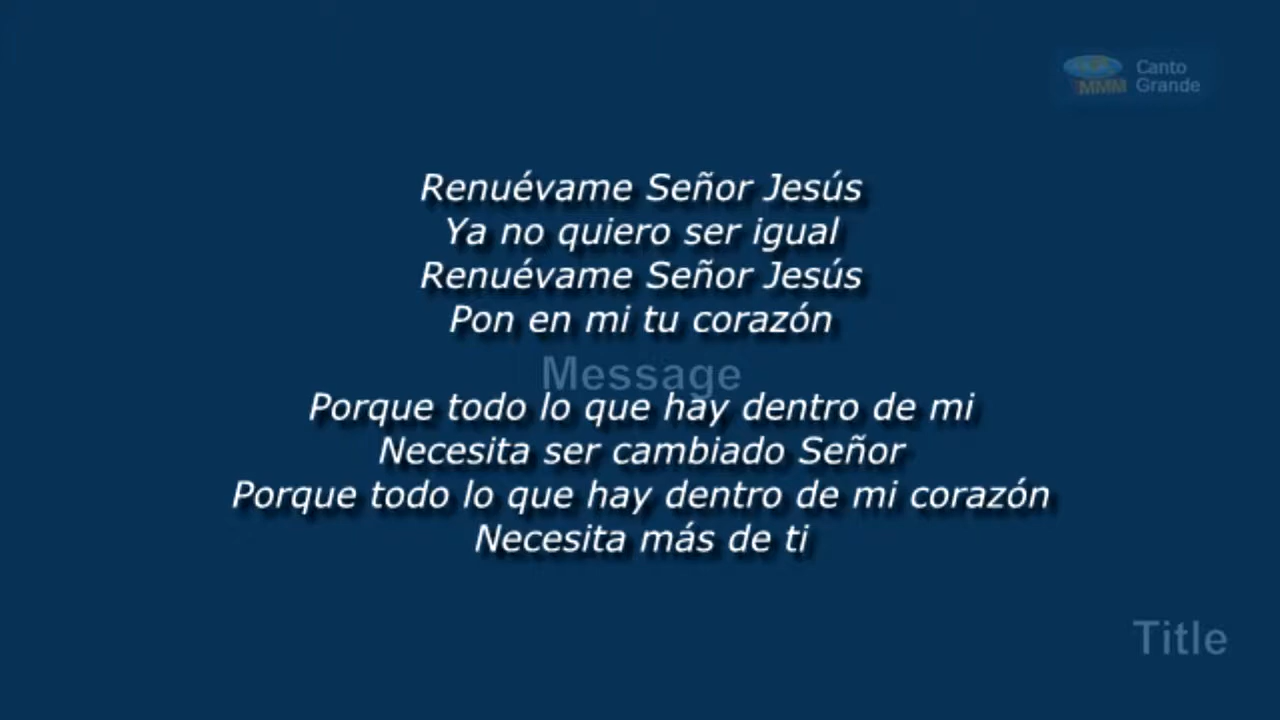 Canto
Grande
MMM
Renuévame Señor Jesús
Ya no quiero ser igual
Renuévame Señor Jesús
Pon en mi tu corazón
Message
Porque todo lo que hay dentro de mi
Necesita ser cambiado Señor
Porque todo lo que hay dentro de mi corazón
Necesita más de ti
Title